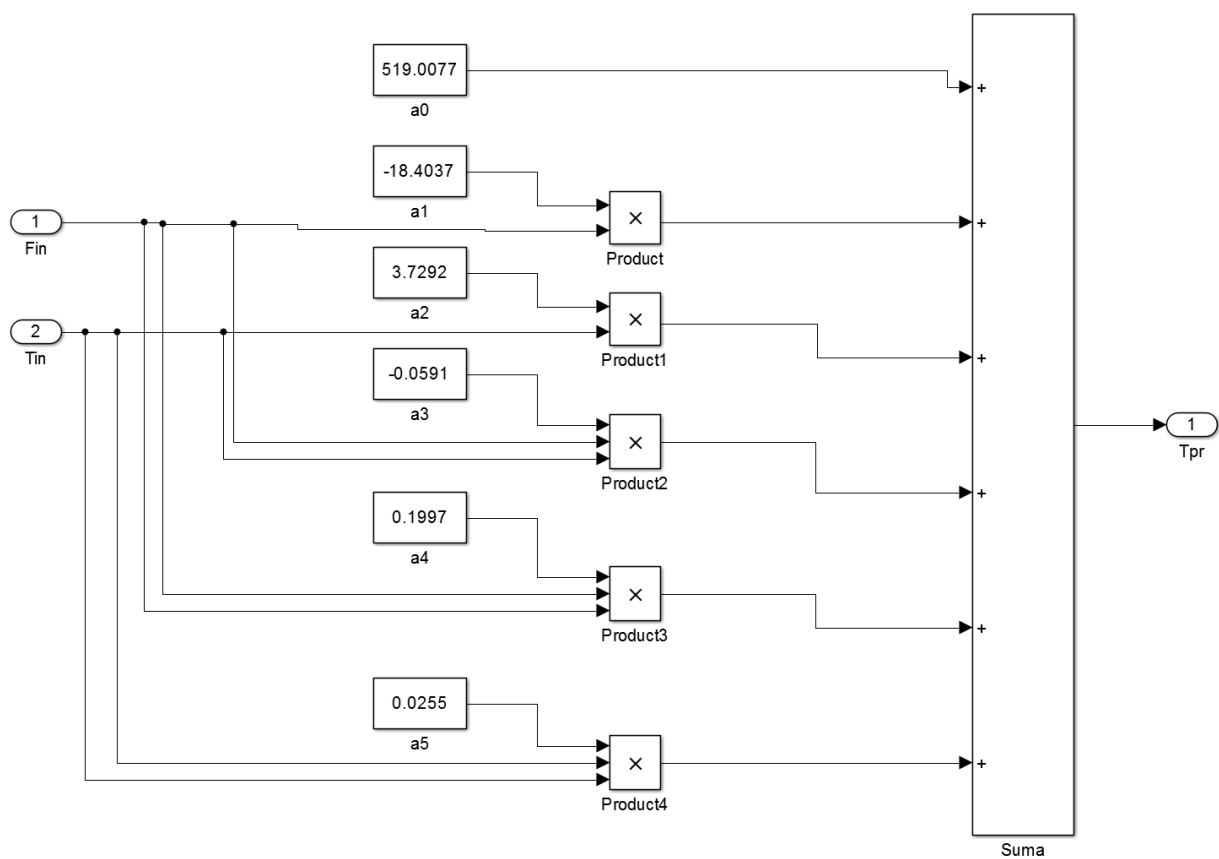 519.0077
a0
+
-18.4037
a1
×
Product
+
1
Fin
3.7292
a2
×
Product1
+
2
Tin
-0.0591
a3
×
Product2
+
1
Tpr
0.1997
a4
×
Product3
+
0.0255
a5
×
Product4
+
Suma